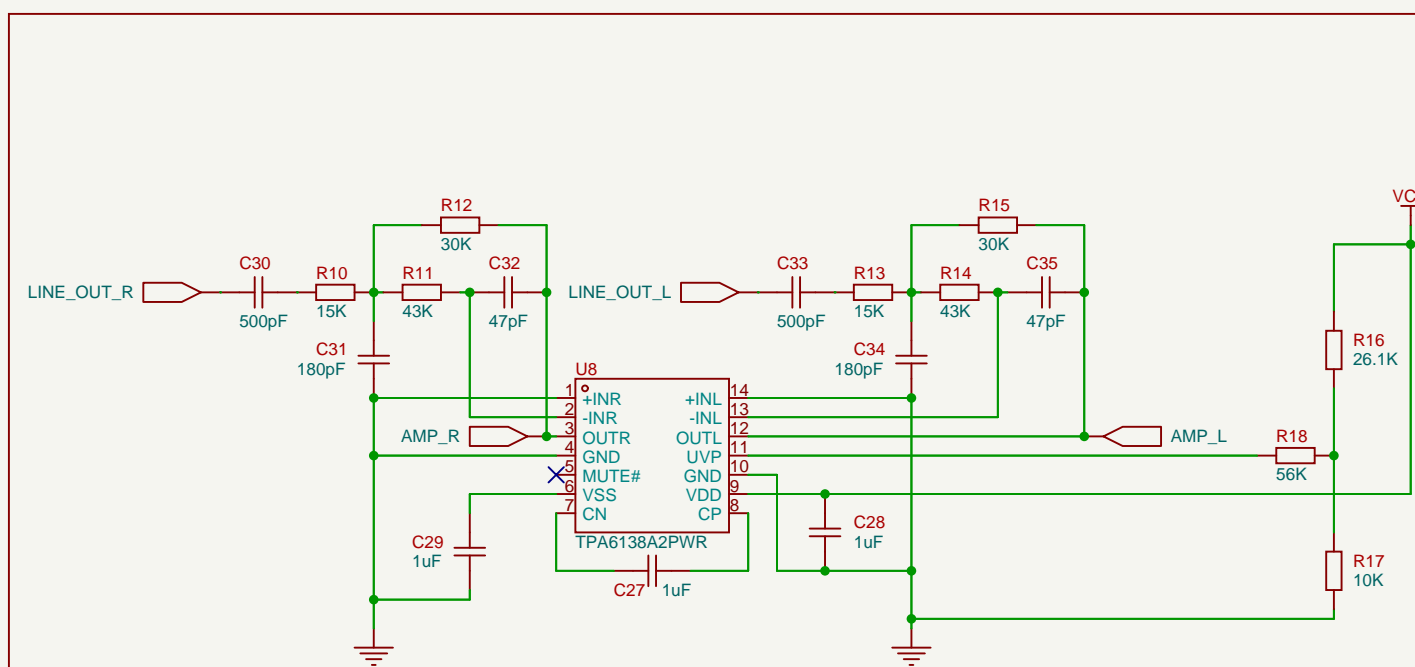 VC
R12
30K
R15
30K
C30
R10
R11
C32
C33
R13
R14
C35
LINE_OUT_R
LINE_OUT_L
500pF
15K
43K
47pF
500pF
15K
43K
47pF
C31
180pF
C34
180pF
R16
26.1K
U8
1
+INR
+INL
14
2
-INR
-INL
13
AMP_R
3
OUTR
OUTL
12
AMP_L
4
GND
UVP
11
R18
56K
5
MUTE#
GND
10
6
VSS
VDD
9
7
CN
CP
8
TPA6138A2PWR
C29
1uF
C28
1uF
C27
1uF
R17
10K